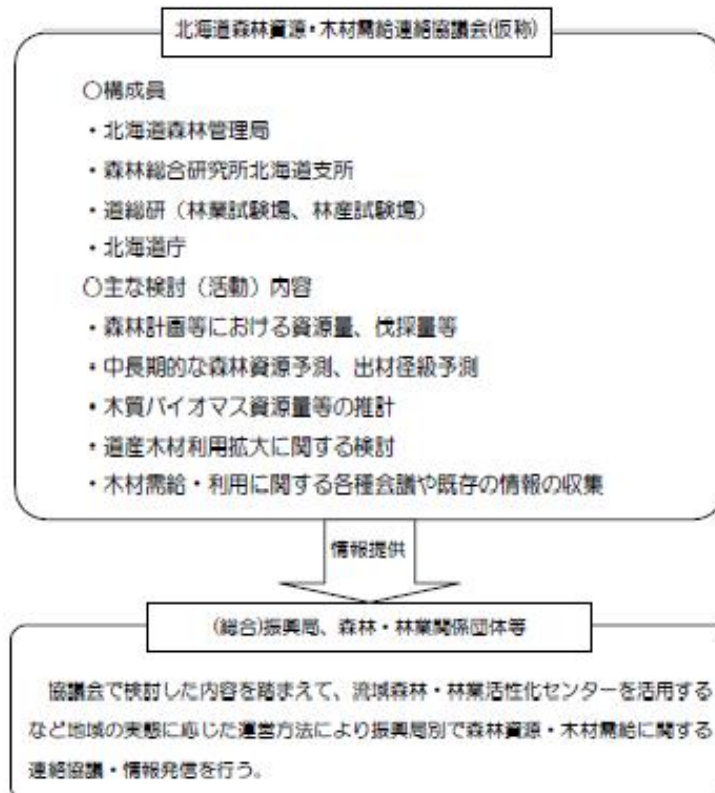 北海道森林資源・木材需給連絡協議会(仮称)
〇構成員
・北海道森林管理局
・森林総合研究所北海道支所
・道総研（林業試験場、林産試験場）
・北海道庁
〇主な検討（活動）内容
・森林計画等における資源量、伐採量等
・中長期的な森林資源予測、出材径級予測
・木質バイオマス資源量等の推計
・道産木材利用拡大に関する検討
・木材需給・利用に関する各種会議や既存の情報の収集
情報提供
(総合)振興局、森林・林業関係団体等
協議会で検討した内容を踏まえて、流域森林・林業活性化センターを活用する
など地域の実態に応じた運営方法により振興局別で森林資源・木材需給に関する
連絡協議・情報発信を行う。